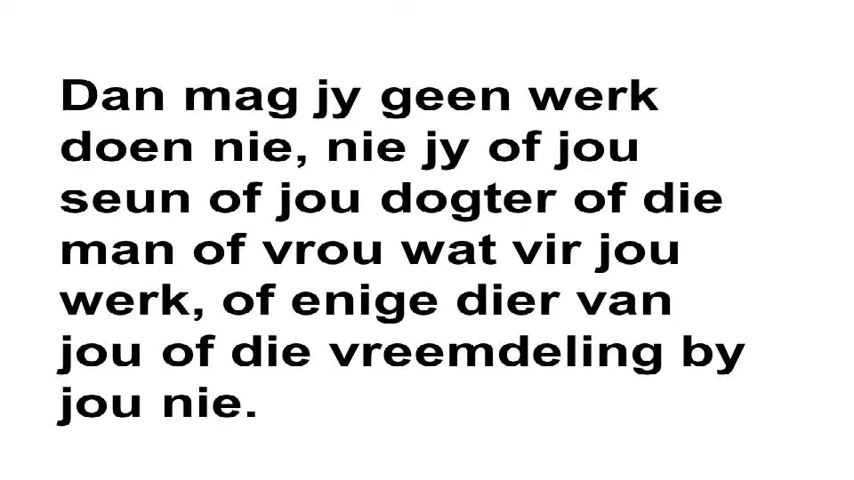 Dan mag jy geen werk
doen nie, nie jy of jou
seun of jou dogter of die
man of vrou wat vir jou
werk, of enige dier van
jou of die vreemdeling by
jou nie.